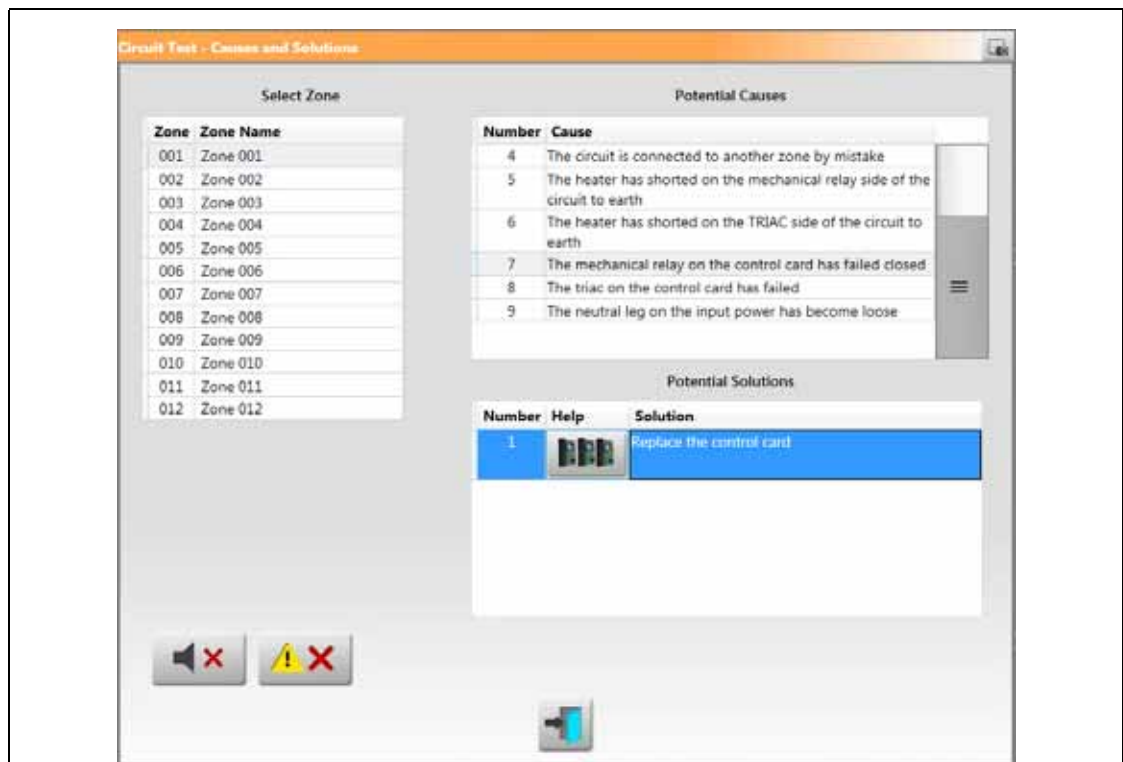 Circuit Test - Causes and Solutions
Select Zone
Zone Zone Name
001 Zone 001
002 Zone 002
003 Zone 003
004 Zone 004
005 Zone 005
006 Zone 006
007 Zone 007
008 Zone 008
009 Zone 009
010 Zone 010
011 Zone 011
012 Zone 012
Potential Causes
Number Cause
4 The circuit is connected to another zone by mistake
5 The heater has shorted on the mechanical relay side of the
circuit to earth
6 The heater has shorted on the TRIAC side of the circuit to
earth
7 The mechanical relay on the control card has failed closed
8 The triac on the control card has failed
9 The neutral leg on the input power has become loose
Potential Solutions
Number Help Solution
1 Replace the control card